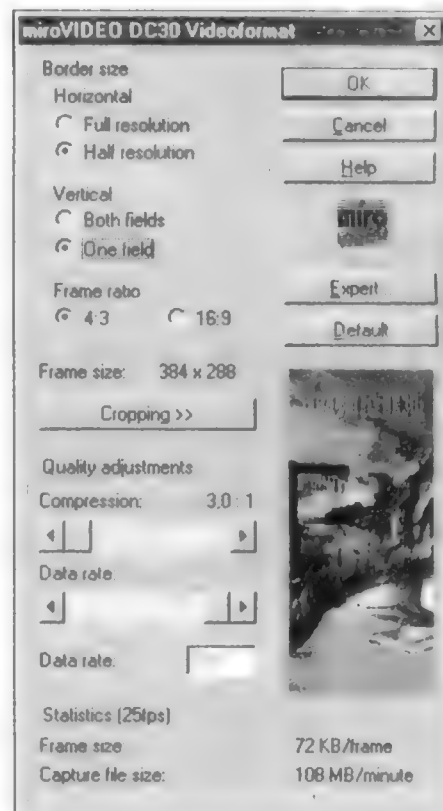 miroVIDEO DC30 Videoformat
Border size
Horizontal
Full resolution
Half resolution
Vertical
Both fields
One field
Frame ratio
4:3 16:9
Frame size: 384 x 288
Cropping >>
Quality adjustments
Compression: 3,0 : 1
Data rate:
Data rate:
Statistics (25fps)
Frame size 72 KB/frame
Capture file size: 108 MB/minute
OK
Cancel
Help
miro
Expert
Default